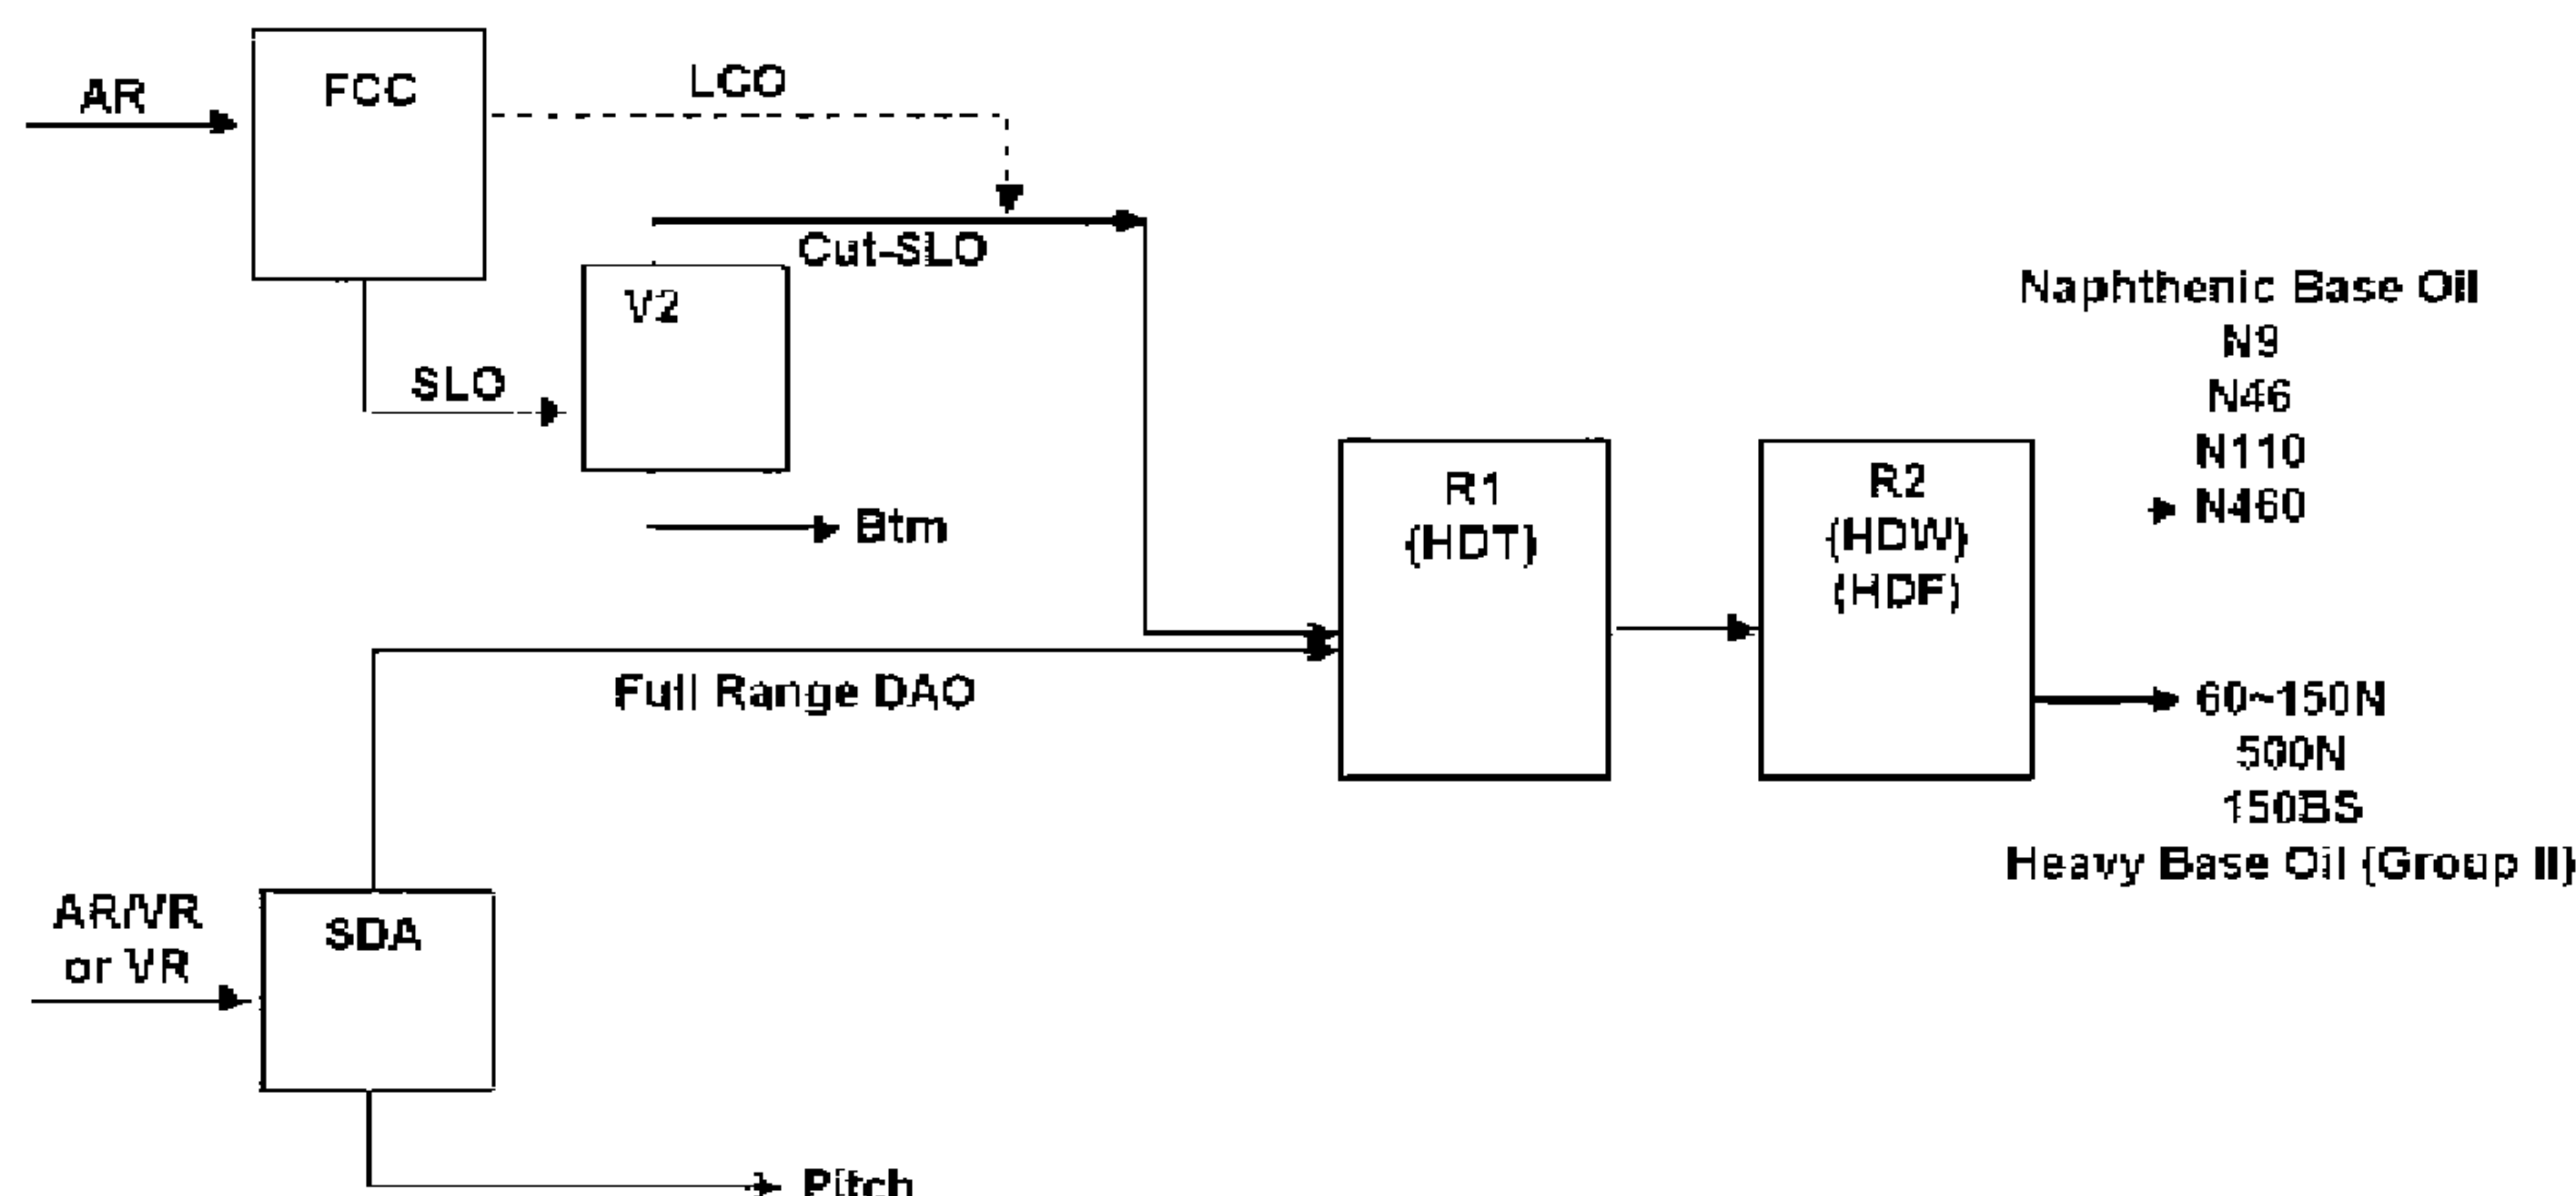 AR
FCC
LCO
Cut-SLO
V2
SLO
Btm
Naphthenic Base Oil
N9
N46
N110
N460
R1
(HDT)
R2
(HDW)
(HDF)
Full Range DAO
60~150N
500N
150BS
Heavy Base Oil (Group II)
AR/VR
or VR
SDA
Pitch